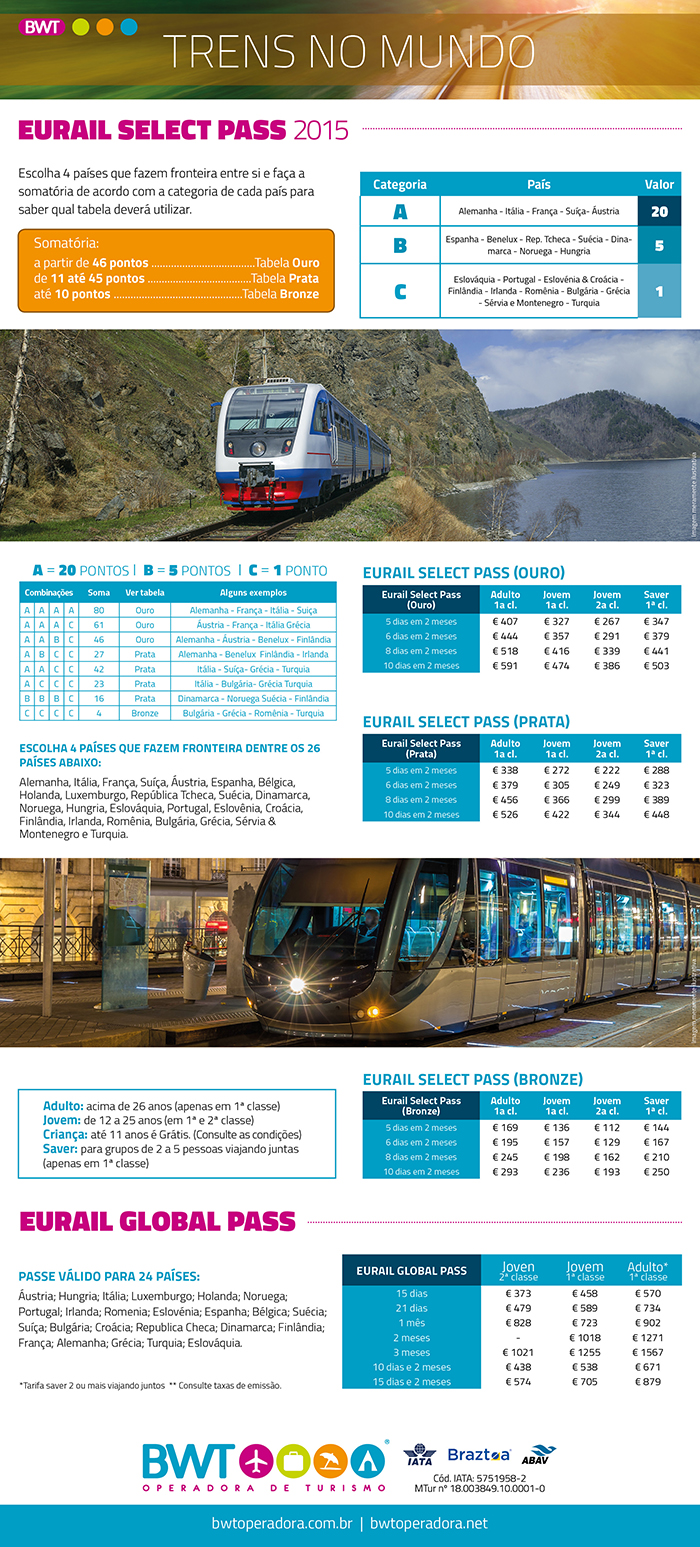 BWT
TRENS NO MUNDO
EURAIL SELECT PASS 2015
Escolha 4 países que fazem fronteira entre si e faça a
somatória de acordo com a categoria de cada país para
saber qual tabela deverá utilizar.
Somatória:
a partir de 46 pontos ..................................Tabela Ouro
de 11 até 45 pontos ..................................Tabela Prata
até 10 pontos ..........................................Tabela Bronze
Categoria País Valor
A Alemanha - Itália - França - Suíça- Áustria 20
B Espanha - Benelux - Rep. Tcheca - Suécia - Dina-
marca - Noruega - Hungria 5
C Eslováquia - Portugal - Eslovénia & Croácia -
Finlândia - Irlanda - Romênia - Bulgária - Grécia
- Sérvia e Montenegro - Turquia 1
imagem meramente ilustrativa
A = 20 PONTOS | B = 5 PONTOS | C = 1 PONTO
Combinações Soma Ver tabela Alguns exemplos
A A A A 80 Ouro Alemanha - França - Itália - Suiça
A A A C 61 Ouro Áustria - França - Itália Grécia
A A B C 46 Ouro Alemanha - Áustria - Benelux - Finlândia
A B C C 27 Prata Alemanha - Benelux Finlândia - Irlanda
A A C C 42 Prata Itália - Suíça- Grécia - Turquia
A C C C 23 Prata Itália - Bulgária- Grécia Turquia
B B B C 16 Prata Dinamarca - Noruega Suécia - Finlândia
C C C C 4 Bronze Bulgária - Grécia - Romênia - Turquia
ESCOLHA 4 PAÍSES QUE FAZEM FRONTEIRA DENTRE OS 26
PAÍSES ABAIXO:
Alemanha, Itália, França, Suíça, Áustria, Espanha, Bélgica,
Holanda, Luxemburgo, República Tcheca, Suécia, Dinamarca,
Noruega, Hungria, Eslováquia, Portugal, Eslovênia, Croácia,
Finlândia, Irlanda, Romênia, Bulgária, Grécia, Sérvia &
Montenegro e Turquia.
EURAIL SELECT PASS (OURO)
Eurail Select Pass (Ouro) Adulto 1a cl. Jovem 1a cl. Jovem 2a cl. Saver 1ª cl.
5 dias em 2 meses € 407 € 327 € 267 € 347
6 dias em 2 meses € 444 € 357 € 291 € 379
8 dias em 2 meses € 518 € 416 € 339 € 441
10 dias em 2 meses € 591 € 474 € 386 € 503
EURAIL SELECT PASS (PRATA)
Eurail Select Pass (Prata) Adulto 1a cl. Jovem 1a cl. Jovem 2a cl. Saver 1ª cl.
5 dias em 2 meses € 338 € 272 € 222 € 288
6 dias em 2 meses € 379 € 305 € 249 € 323
8 dias em 2 meses € 456 € 366 € 299 € 389
10 dias em 2 meses € 526 € 422 € 344 € 448
imagem meramente ilustrativa
Adulto: acima de 26 anos (apenas em 1ª classe)
Jovem: de 12 a 25 anos (em 1ª e 2ª classe)
Criança: até 11 anos é Grátis. (Consulte as condições)
Saver: para grupos de 2 a 5 pessoas viajando juntas
(apenas em 1ª classe)
EURAIL SELECT PASS (BRONZE)
Eurail Select Pass (Bronze) Adulto 1a cl. Jovem 1a cl. Jovem 2a cl. Saver 1ª cl.
5 dias em 2 meses € 169 € 136 € 112 € 144
6 dias em 2 meses € 195 € 157 € 129 € 167
8 dias em 2 meses € 245 € 198 € 162 € 210
10 dias em 2 meses € 293 € 236 € 193 € 250
EURAIL GLOBAL PASS
PASSE VÁLIDO PARA 24 PAÍSES:
Áustria; Hungria; Itália; Luxemburgo; Holanda; Noruega;
Portugal; Irlanda; Romenia; Eslovénia; Espanha; Bélgica; Suécia;
Suíça; Bulgária; Croácia; Republica Checa; Dinamarca; Finlândia;
França; Alemanha; Grécia; Turquia; Eslováquia.
*Tarifa saver 2 ou mais viajando juntos ** Consulte taxas de emissão.
EURAIL GLOBAL PASS Joven 2ª classe Jovem 1ª classe Adulto* 1ª classe
15 dias € 373 € 458 € 570
21 dias € 479 € 589 € 734
1 mês € 828 € 723 € 902
2 meses - € 1018 € 1271
3 meses € 1021 € 1255 € 1567
10 dias e 2 meses € 438 € 538 € 671
15 dias e 2 meses € 574 € 705 € 879
BWT ®
OPERADORA DE TURISMO
IATA
Braztoa
ABAV
Cód. IATA: 5751958-2
MTur nº 18.003849.10.0001-0
bwtoperadora.com.br | bwtoperadora.net